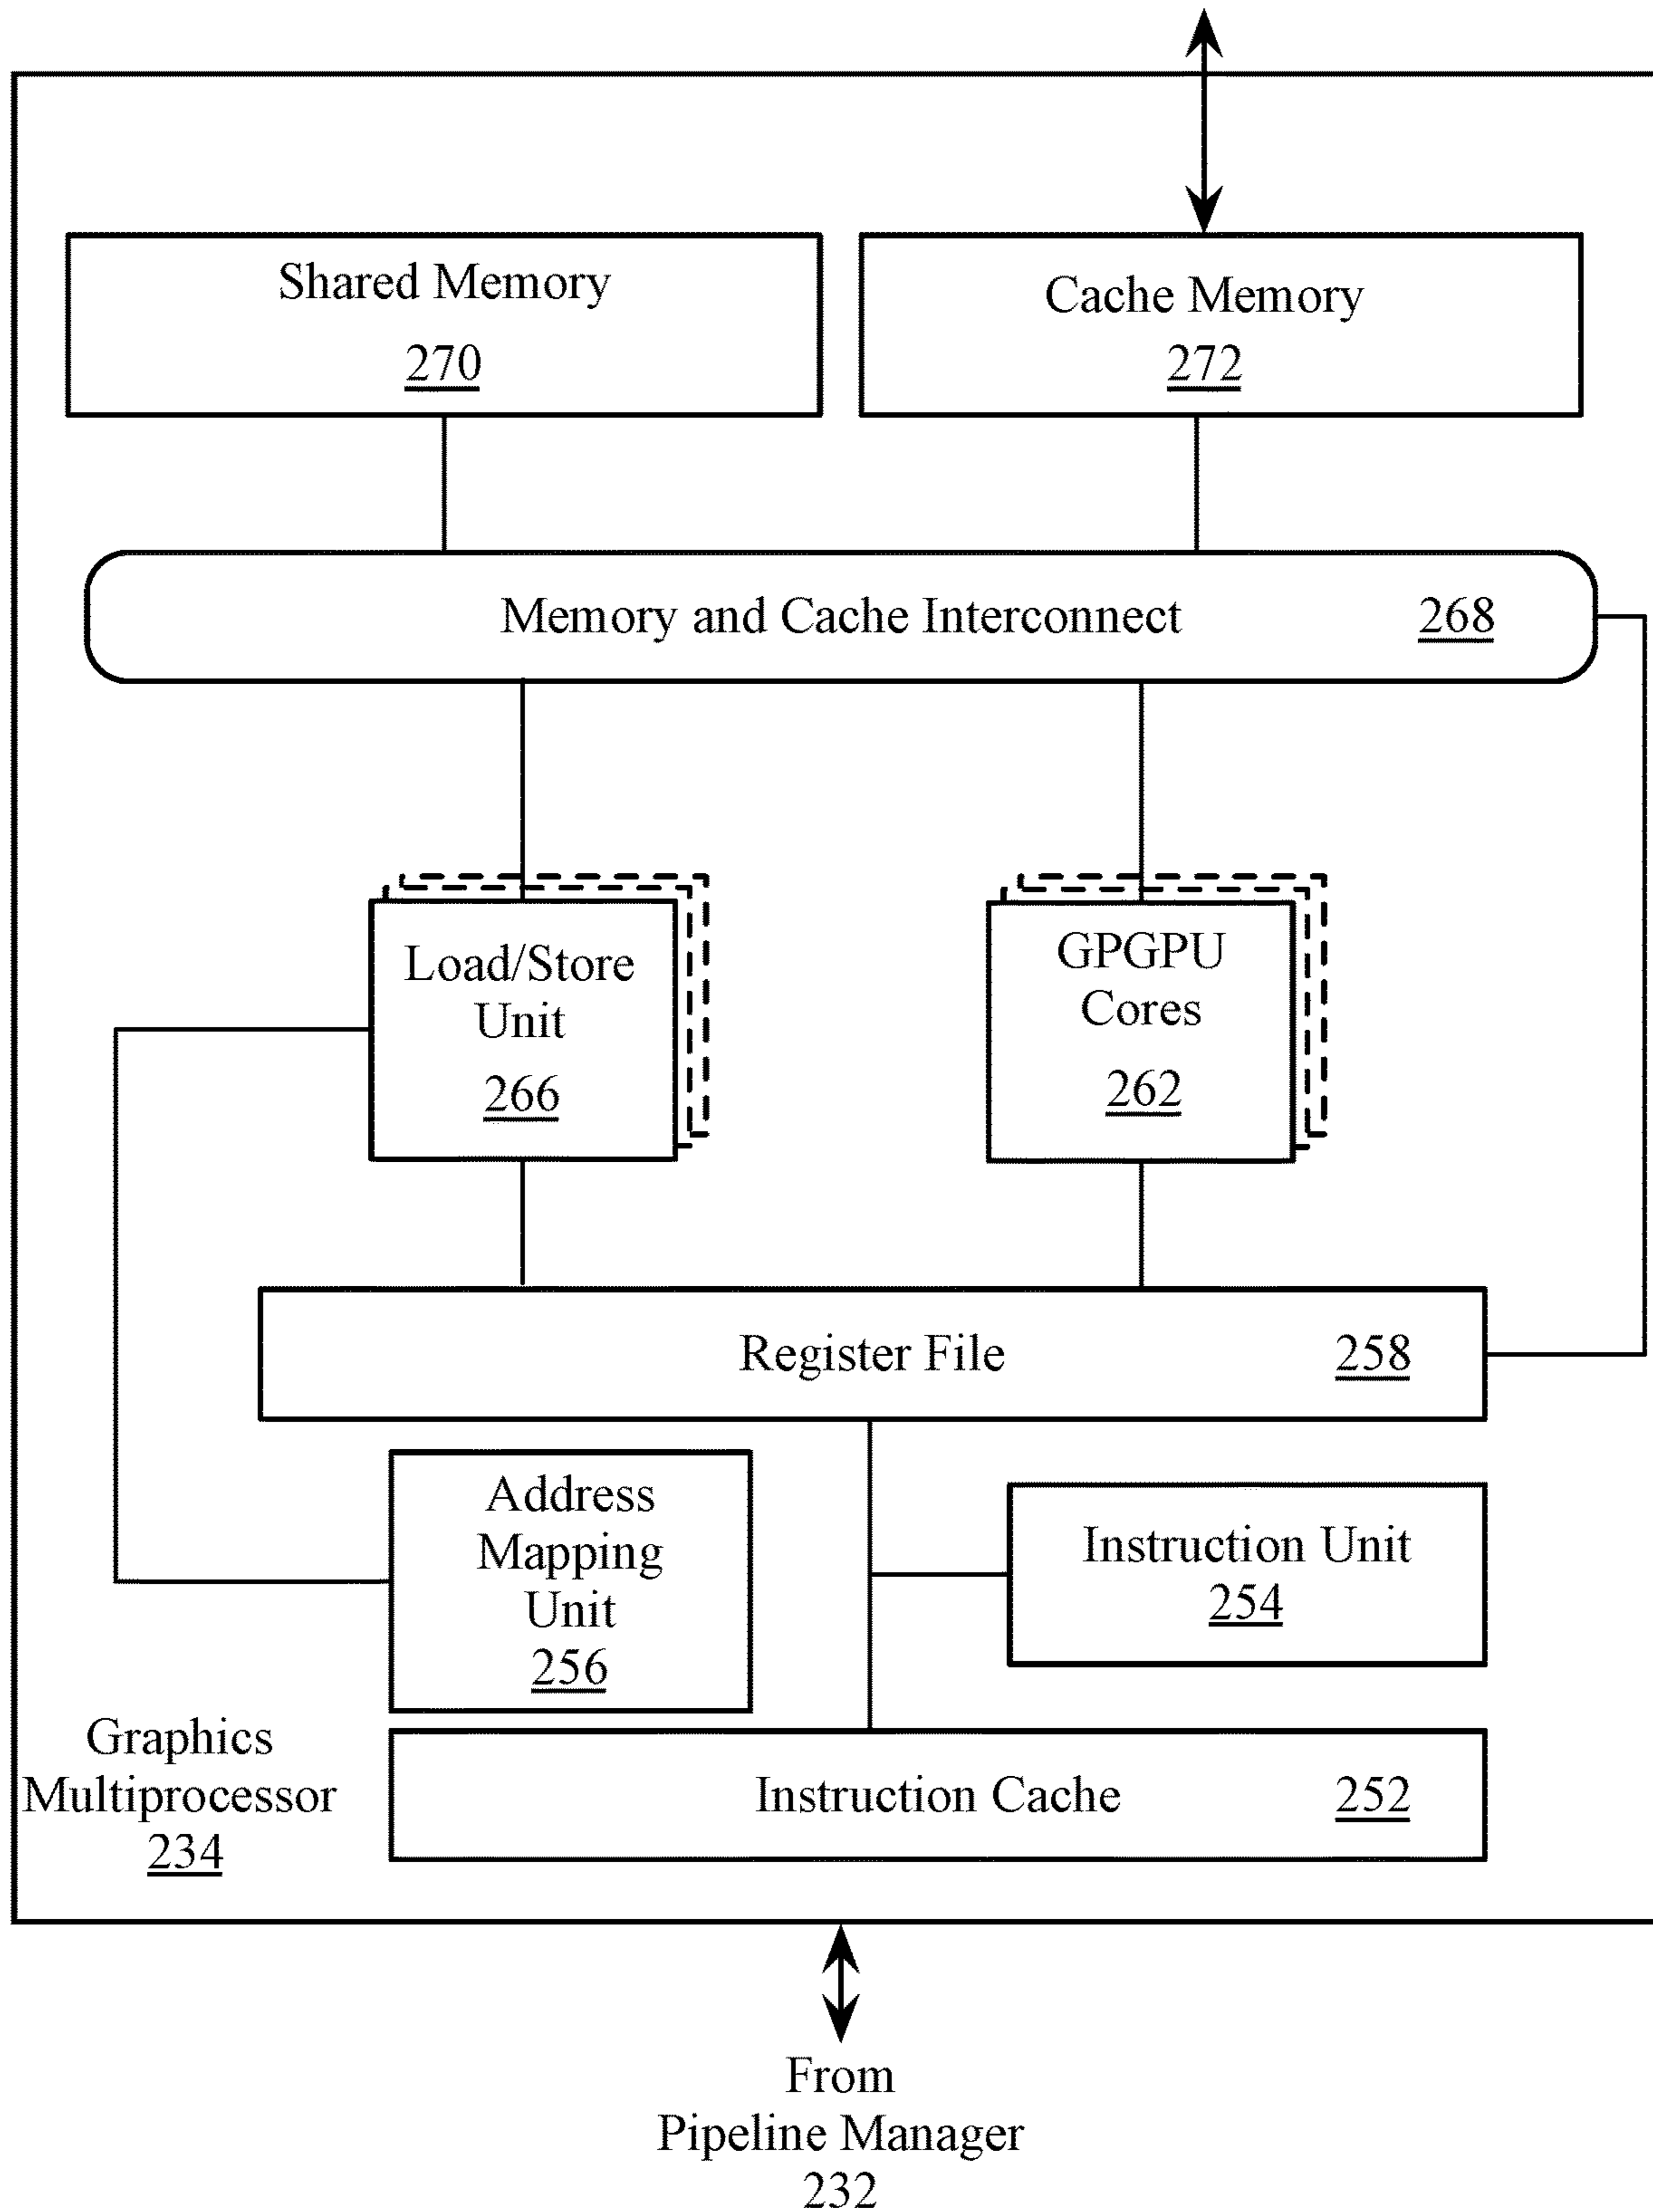 Shared Memory
270
Cache Memory
272
Memory and Cache Interconnect 268
Load/Store
Unit
266
GPGPU
Cores
262
Register File 258
Address
Mapping
Unit
256
Instruction Unit
254
Graphics
Multiprocessor
234
Instruction Cache 252
From
Pipeline Manager
232